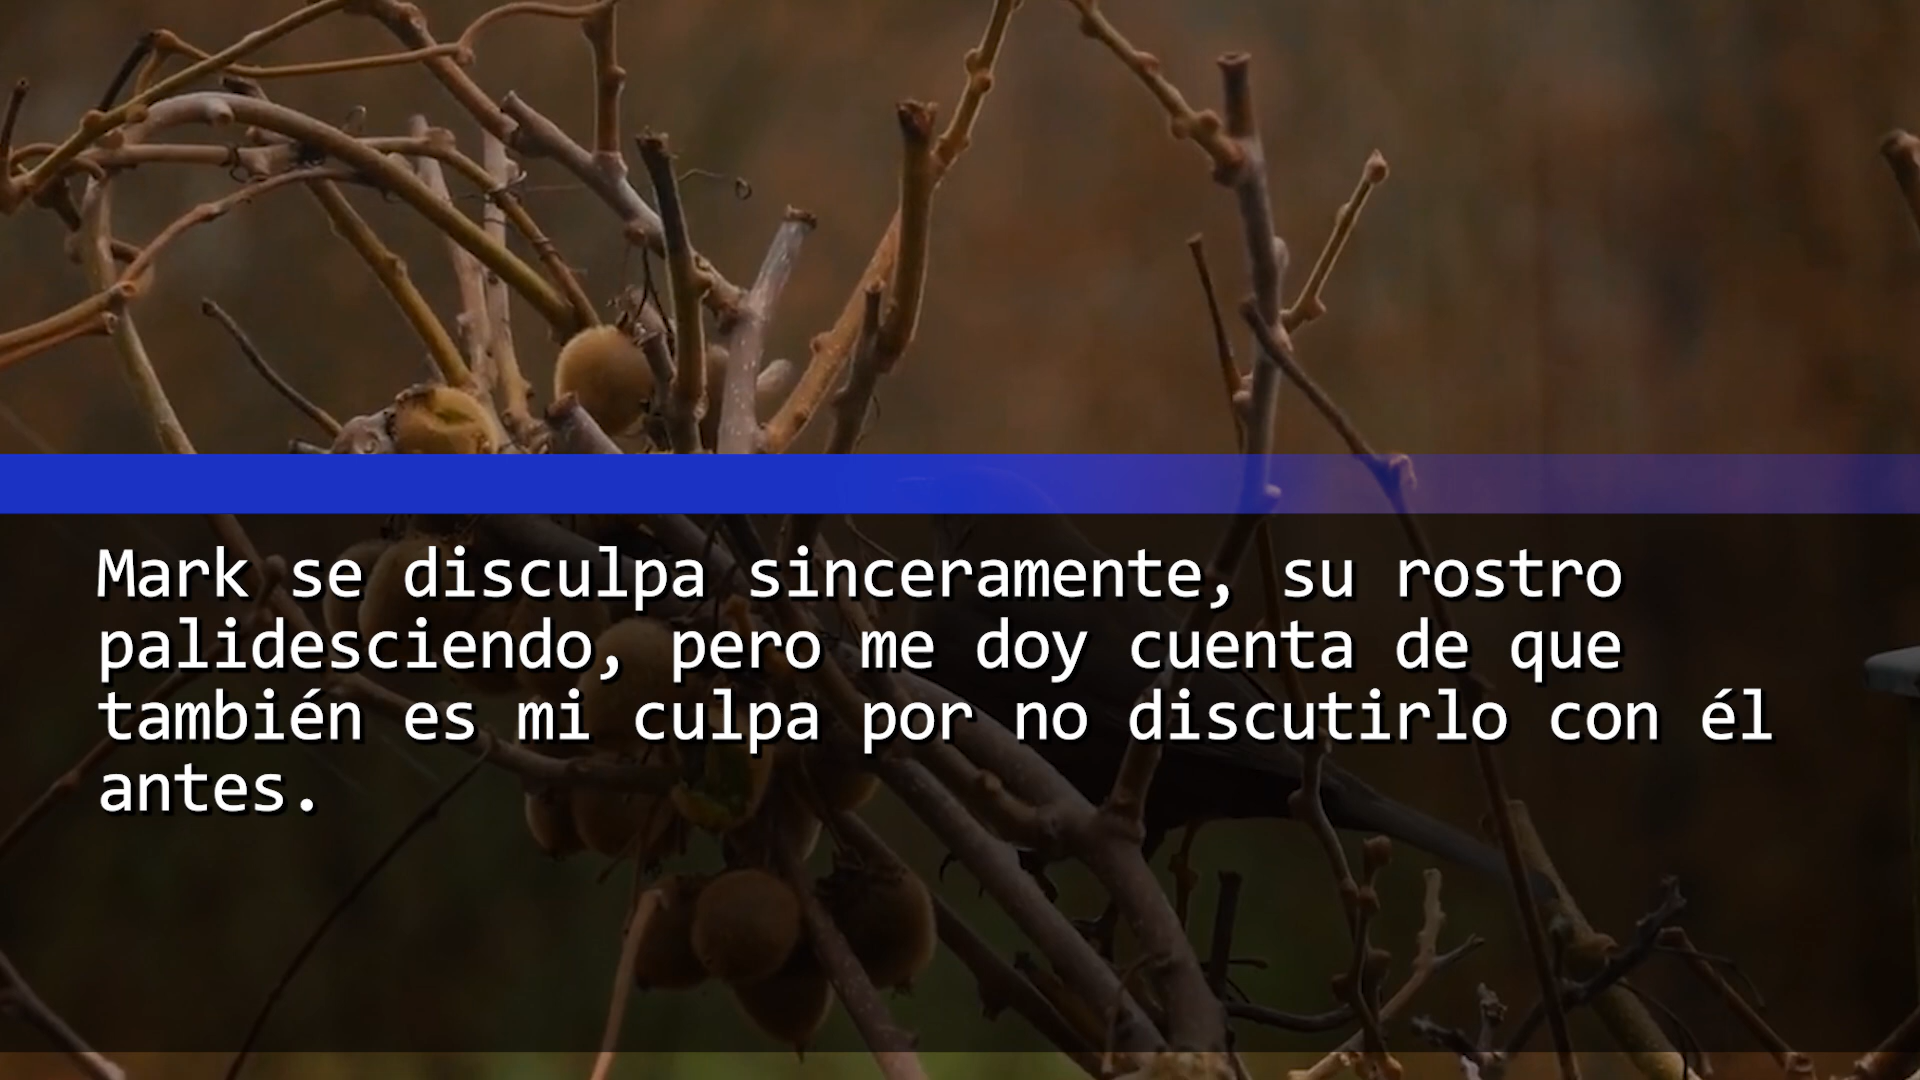 Mark se disculpa sinceramente, su rostro
palidesciendo, pero me doy cuenta de que
también es mi culpa por no discutirlo con él
antes.